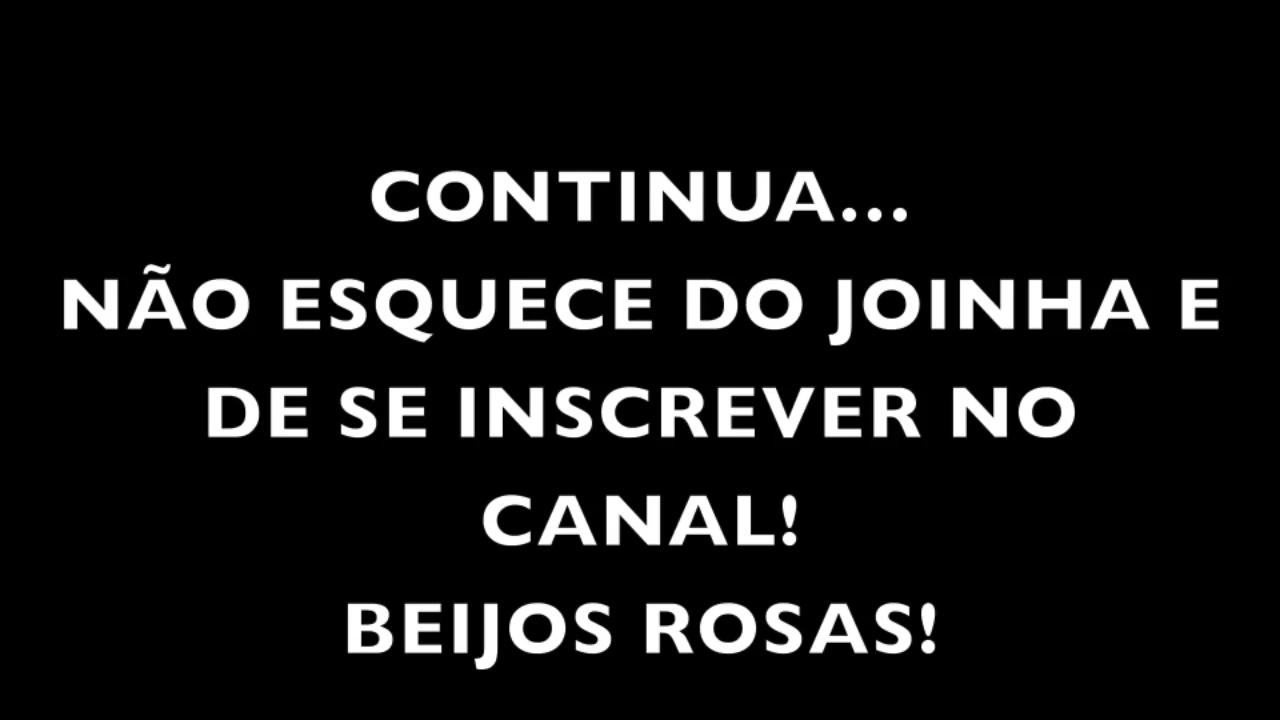 CONTINUA...
NÃO ESQUECE DO JOINHA E
DE SE INSCREVER NO
CANAL!
BEIJOS ROSAS!